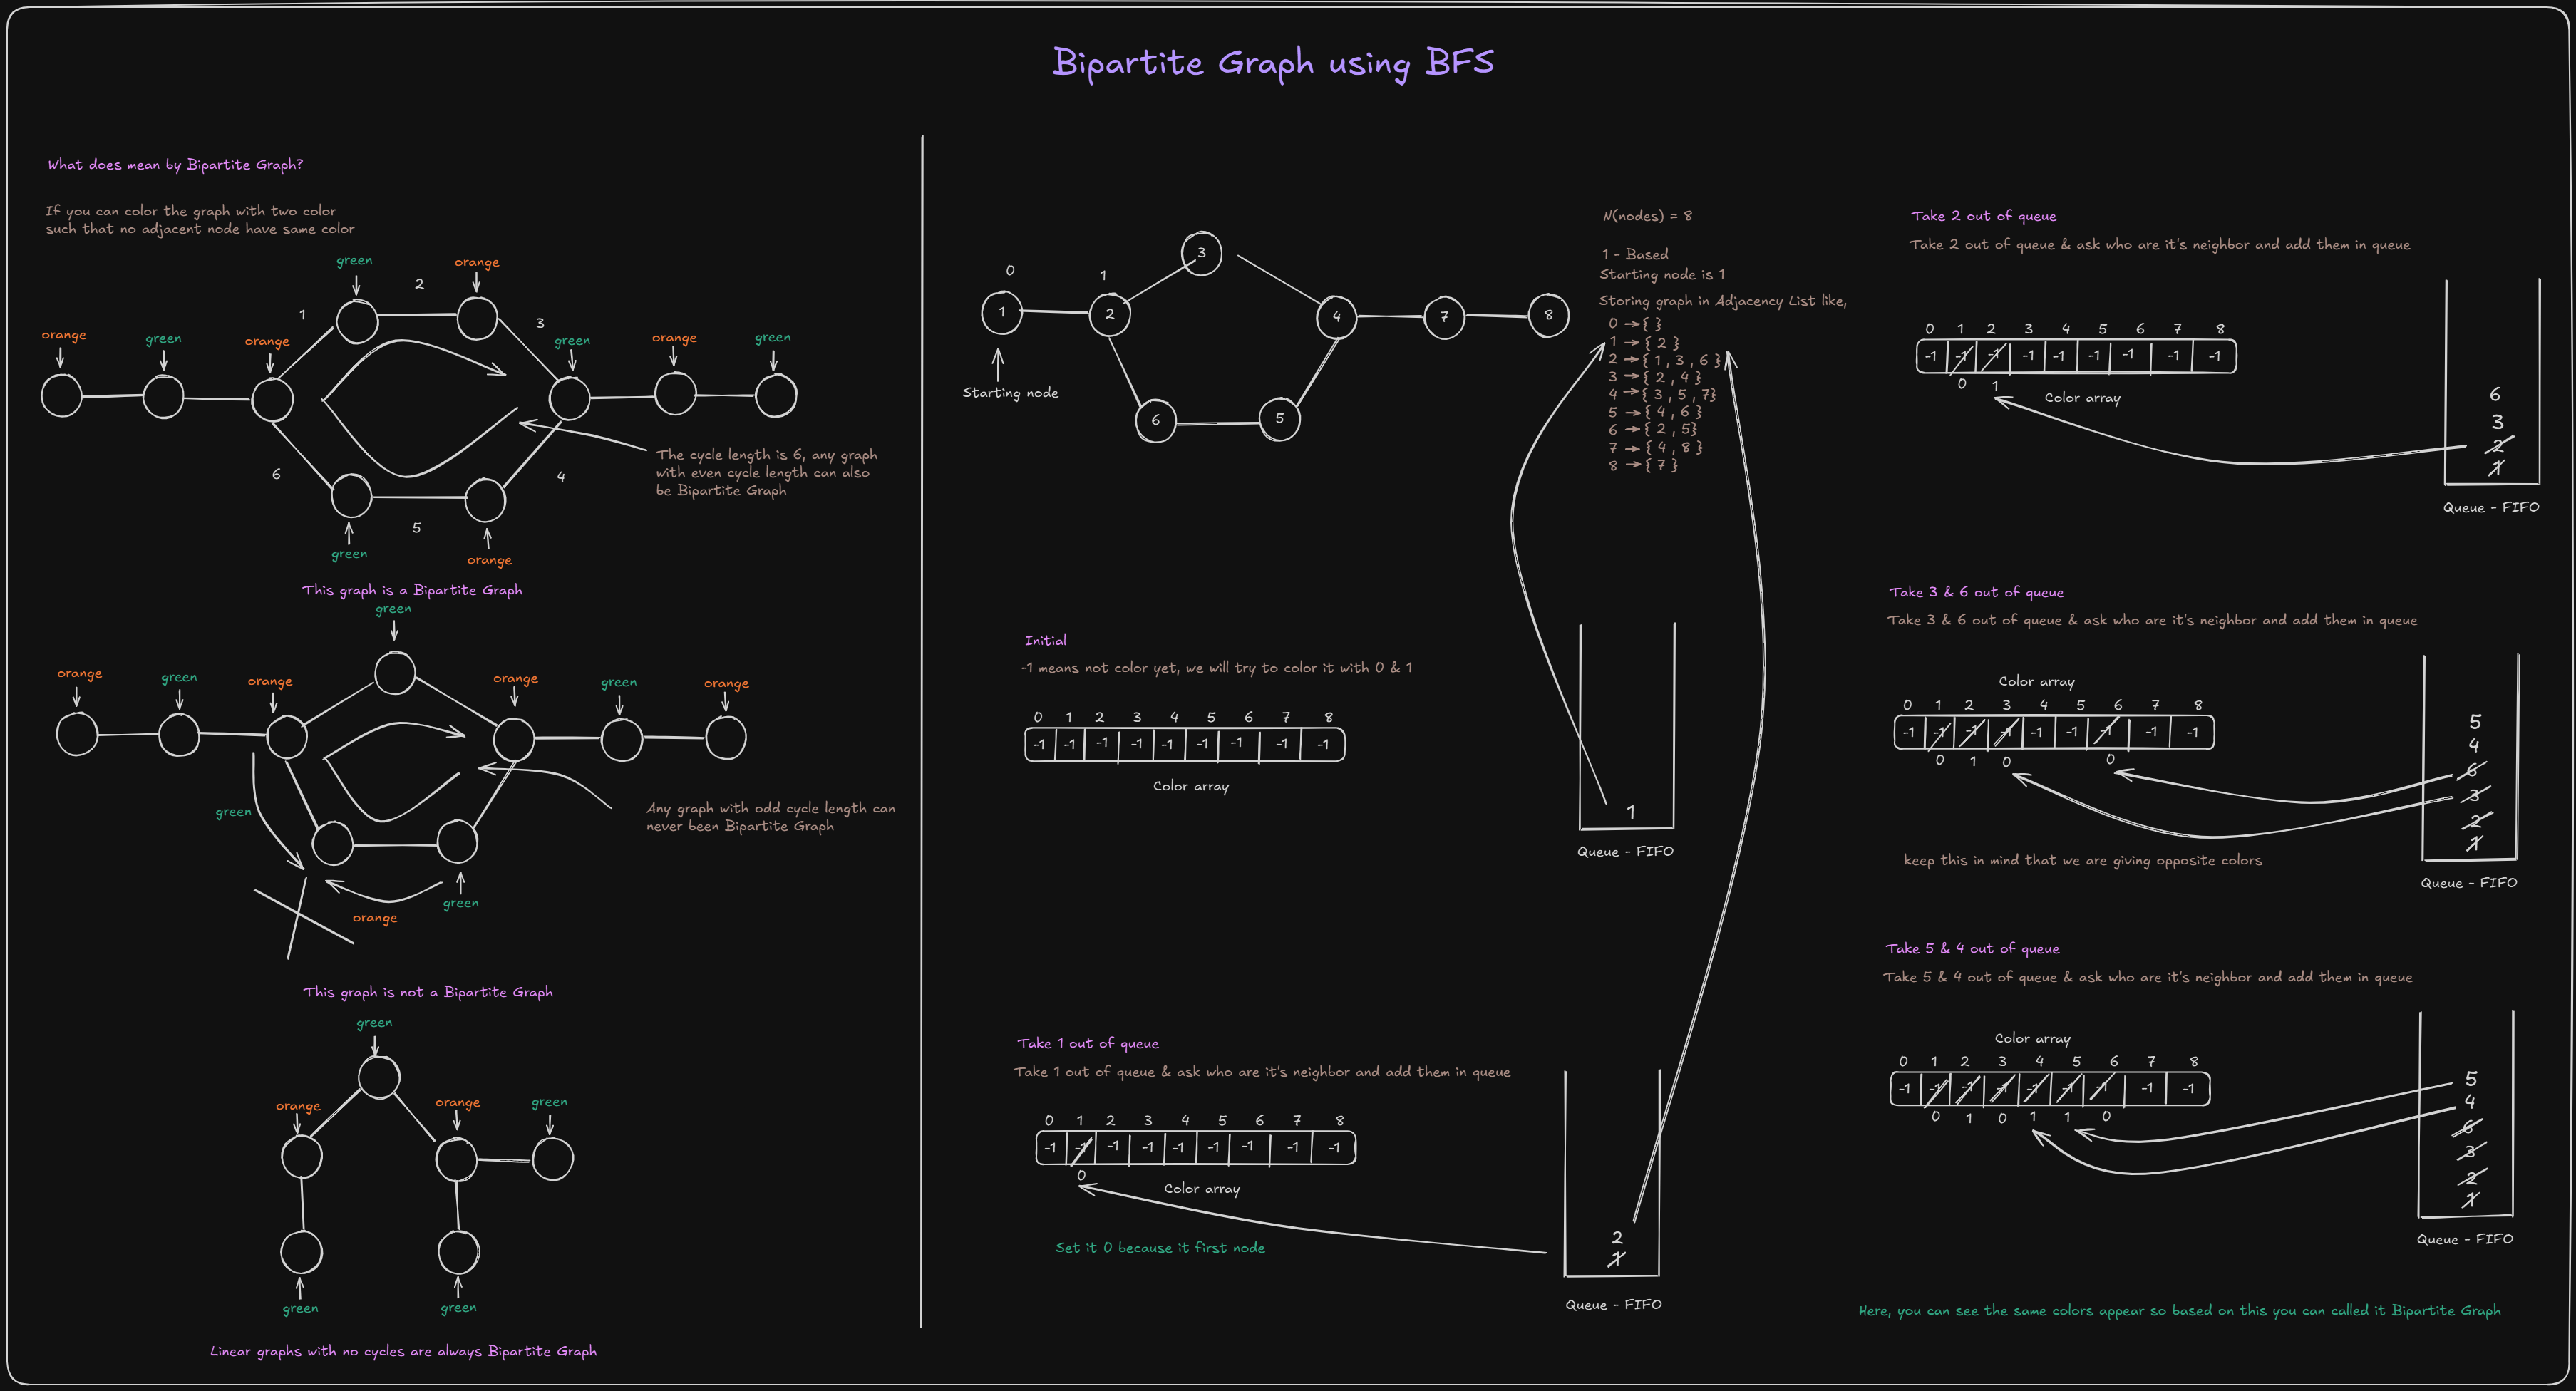 Bipartite Graph using BFS
What does mean by Bipartite Graph?
If you can color the graph with two color
such that no adjacent node have same color
green
orange
2
1
3
orange
green
orange
green
orange
green
The cycle length is 6, any graph
with even cycle length can also
be Bipartite Graph
6
4
5
green
orange
This graph is a Bipartite Graph
green
orange
green
orange
orange
green
orange
green
Any graph with odd cycle length can
never been Bipartite Graph
orange
green
This graph is not a Bipartite Graph
green
orange
orange
green
green
green
Linear graphs with no cycles are always Bipartite Graph
0
1
1
2
3
4
7
8
6
5
Starting node
N(nodes) = 8
1 - Based
Starting node is 1
Storing graph in Adjacency List like,
0 → { }
1 → { 2 }
2 → { 1 , 3 , 6 }
3 → { 2 , 4 }
4 → { 3 , 5 , 7}
5 → { 4 , 6 }
6 → { 2 , 5}
7 → { 4 , 8 }
8 → { 7 }
Initial
-1 means not color yet, we will try to color it with 0 & 1
0 1 2 3 4 5 6 7 8
-1 -1 -1 -1 -1 -1 -1 -1 -1
Color array
1
Queue - FIFO
Take 1 out of queue
Take 1 out of queue & ask who are it's neighbor and add them in queue
0 1 2 3 4 5 6 7 8
-1 -1 -1 -1 -1 -1 -1 -1 -1
0
Color array
Set it 0 because it first node
2
1
Queue - FIFO
Take 2 out of queue
Take 2 out of queue & ask who are it's neighbor and add them in queue
0 1 2 3 4 5 6 7 8
-1 -1 -1 -1 -1 -1 -1 -1 -1
0 1
Color array
6
3
2
1
Queue - FIFO
Take 3 & 6 out of queue
Take 3 & 6 out of queue & ask who are it's neighbor and add them in queue
Color array
0 1 2 3 4 5 6 7 8
-1 -1 -1 -1 -1 -1 -1 -1 -1
0 1 0 0
5
4
6
3
2
1
keep this in mind that we are giving opposite colors
Queue - FIFO
Take 5 & 4 out of queue
Take 5 & 4 out of queue & ask who are it's neighbor and add them in queue
Color array
0 1 2 3 4 5 6 7 8
-1 -1 -1 -1 -1 -1 -1 -1 -1
0 1 0 1 1 0
5
4
6
3
2
1
Queue - FIFO
Here, you can see the same colors appear so based on this you can called it Bipartite Graph